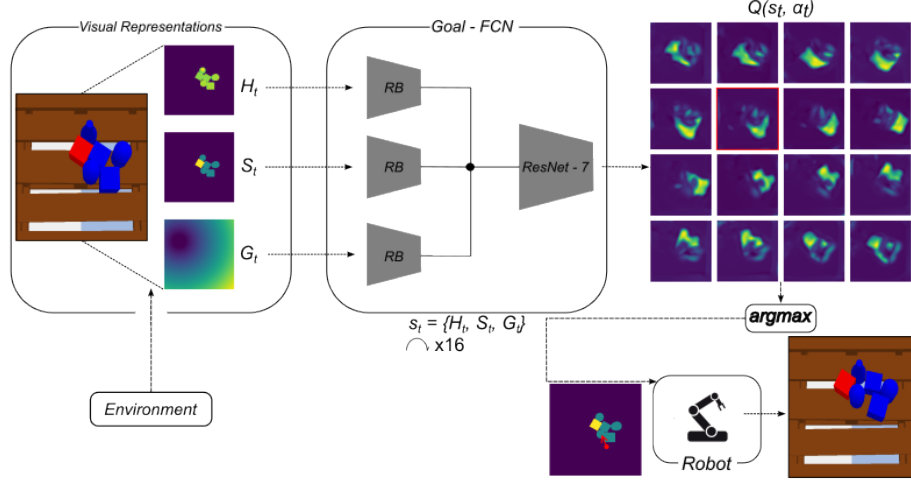 Visual Representations
H_t
S_t
G_t
Environment
Goal - FCN
RB
RB
RB
ResNet - 7
s_t = {H_t, S_t, G_t}
x16
Q(s_t, α_t)
argmax
Robot